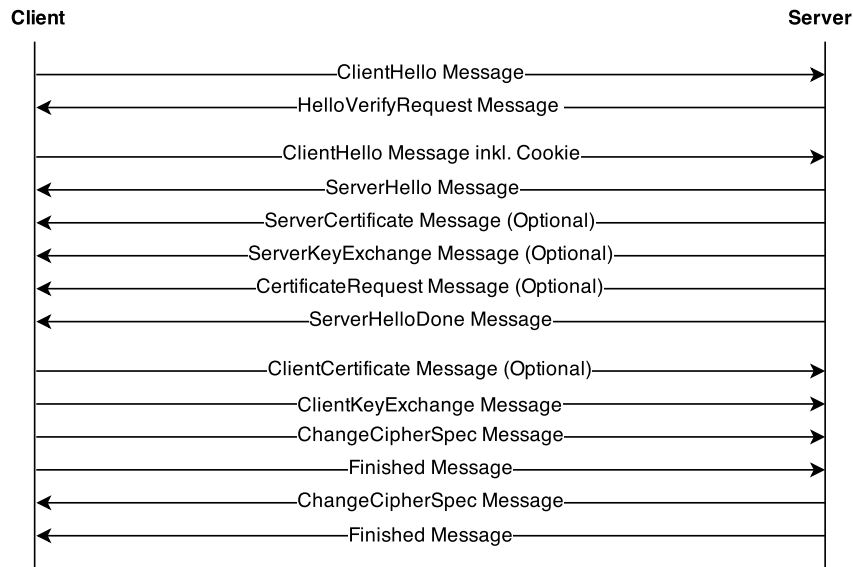 Client Server
ClientHello Message
HelloVerifyRequest Message
ClientHello Message inkl. Cookie
ServerHello Message
ServerCertificate Message (Optional)
ServerKeyExchange Message (Optional)
CertificateRequest Message (Optional)
ServerHelloDone Message
ClientCertificate Message (Optional)
ClientKeyExchange Message
ChangeCipherSpec Message
Finished Message
ChangeCipherSpec Message
Finished Message